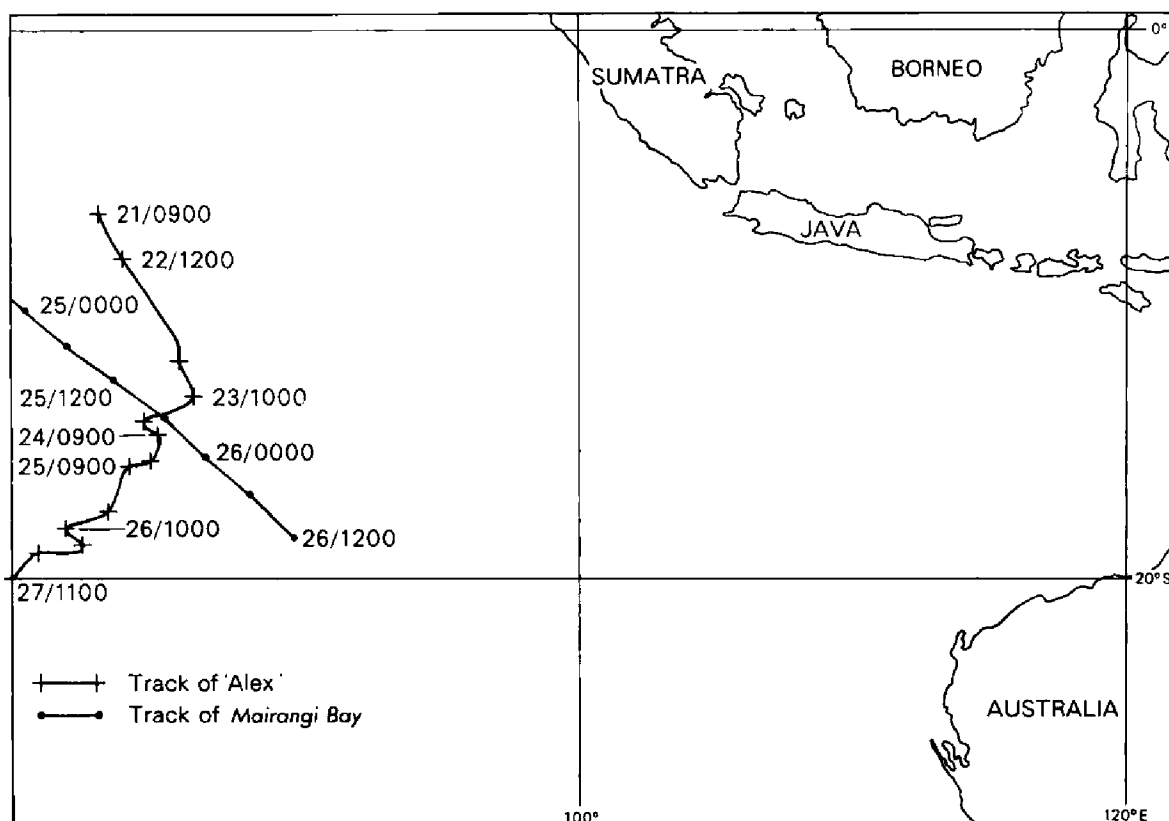 0°
SUMATRA
BORNEO
21/0900
JAVA
22/1200
25/0000
25/1200
23/1000
24/0900
26/0000
25/0900
26/1000
26/1200
27/1100
20°S
Track of 'Alex'
Track of Mairangi Bay
AUSTRALIA
100°
120°E